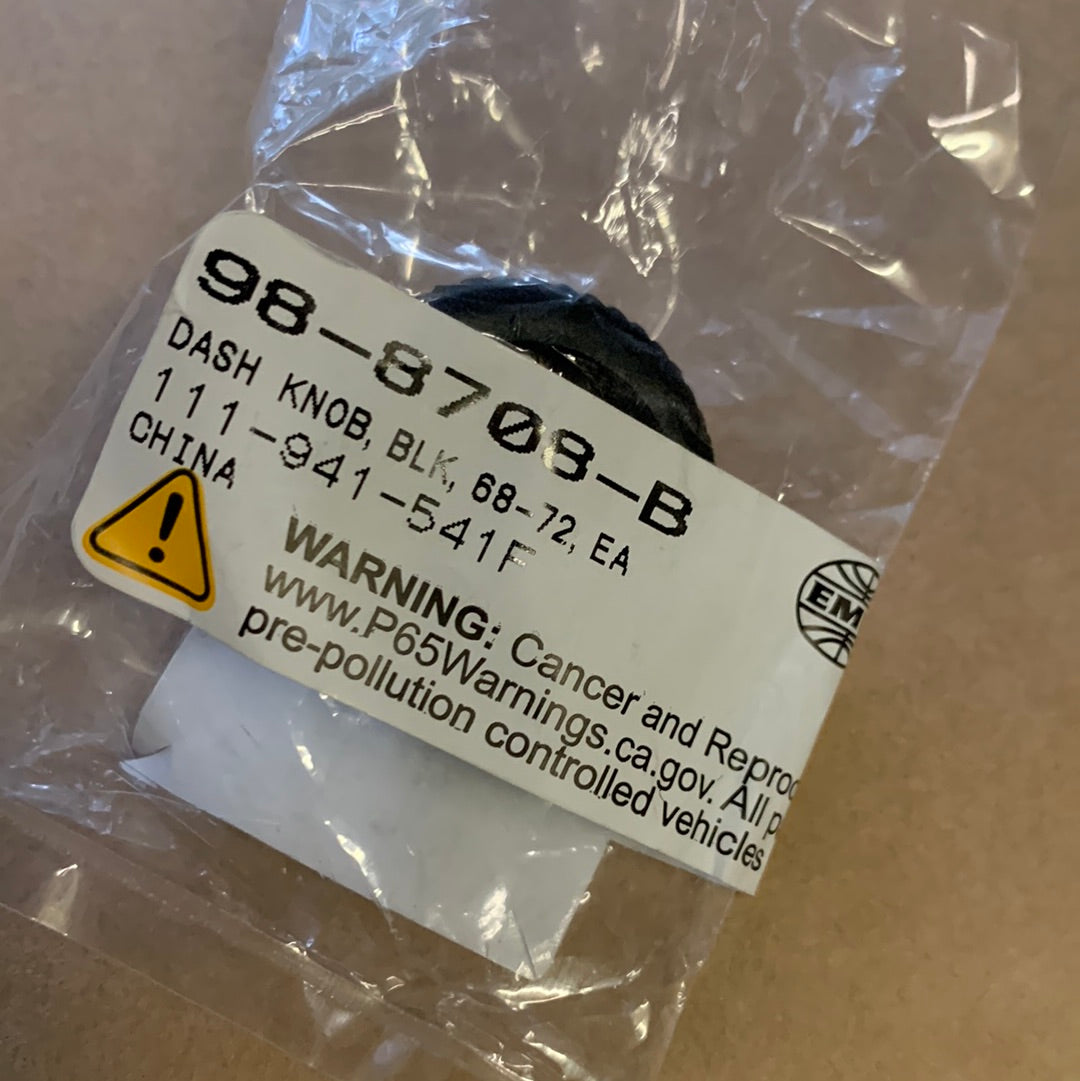 98-8708-B
DASH KNOB, BLK, 68-72, EA
111-941-541F
CHINA
WARNING: Cancer and Reproc
www.P65Warnings.ca.gov. All p
pre-pollution controlled vehicles
EM